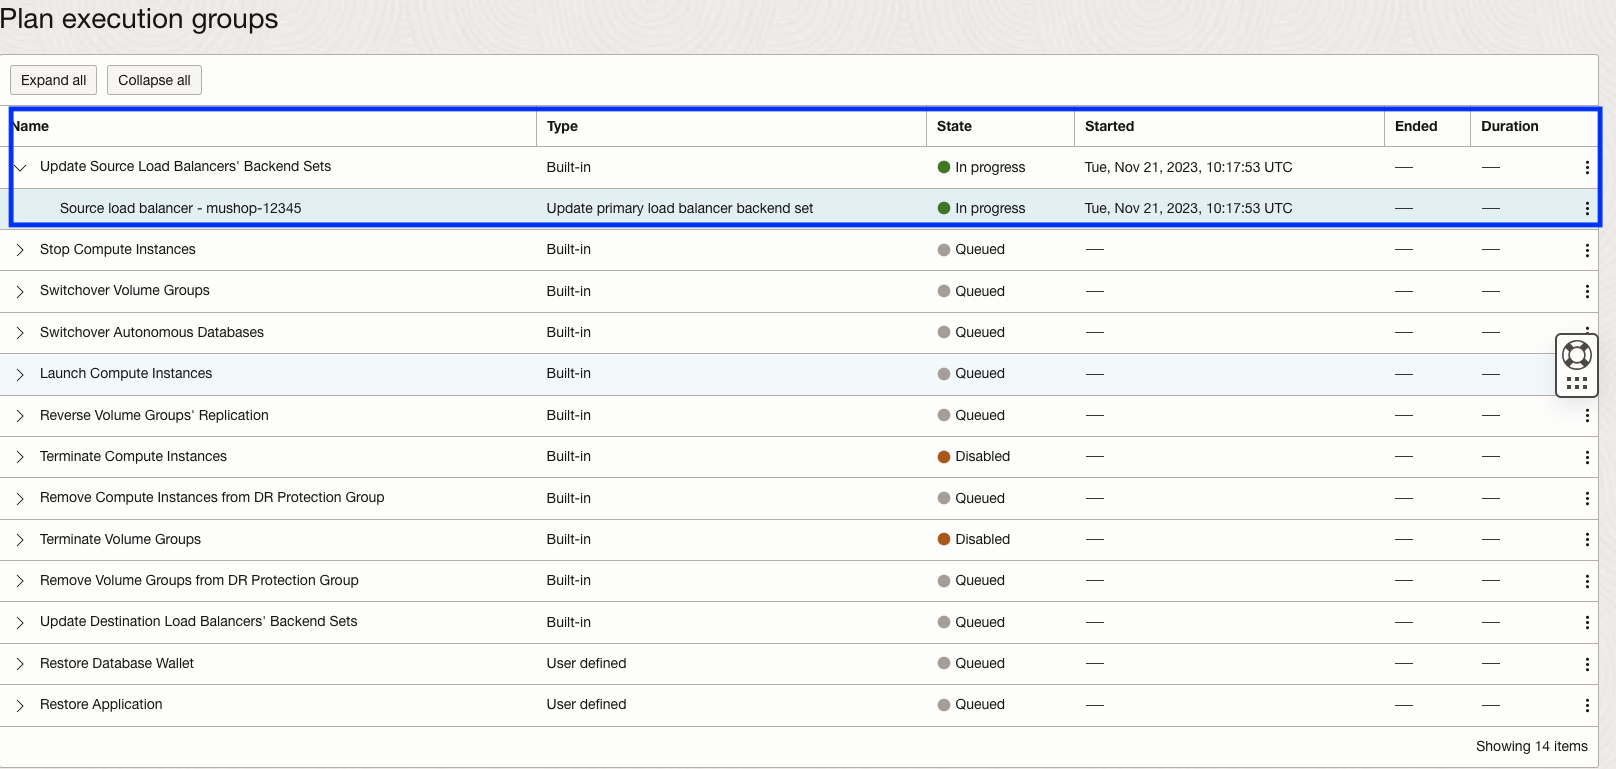 Plan execution groups
Expand all Collapse all
Name Type State Started Ended Duration
Update Source Load Balancers' Backend Sets Built-in In progress Tue, Nov 21, 2023, 10:17:53 UTC — —
Source load balancer - mushop-12345 Update primary load balancer backend set In progress Tue, Nov 21, 2023, 10:17:53 UTC — —
Stop Compute Instances Built-in Queued — — —
Switchover Volume Groups Built-in Queued — — —
Switchover Autonomous Databases Built-in Queued — — —
Launch Compute Instances Built-in Queued — — —
Reverse Volume Groups' Replication Built-in Queued — — —
Terminate Compute Instances Built-in Disabled — — —
Remove Compute Instances from DR Protection Group Built-in Queued — — —
Terminate Volume Groups Built-in Disabled — — —
Remove Volume Groups from DR Protection Group Built-in Queued — — —
Update Destination Load Balancers' Backend Sets Built-in Queued — — —
Restore Database Wallet User defined Queued — — —
Restore Application User defined Queued — — —
Showing 14 items